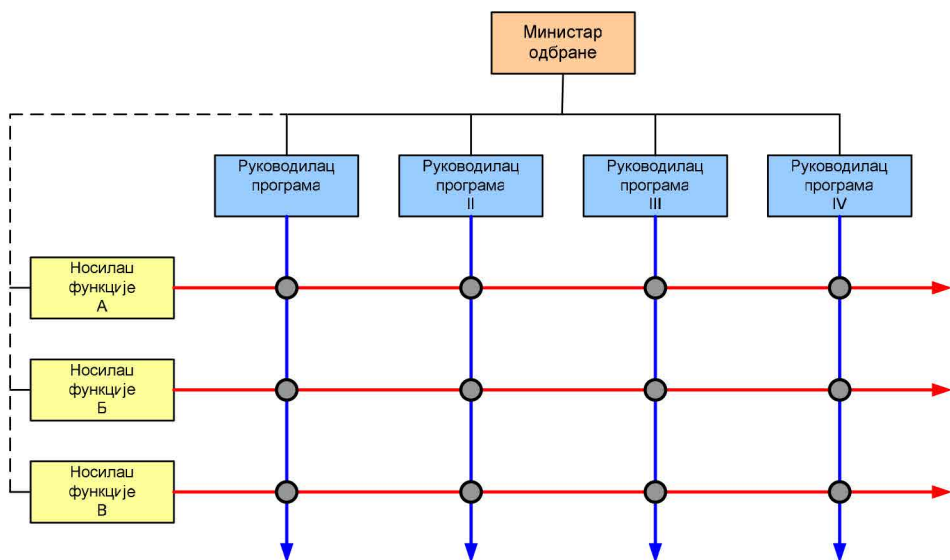 Министар
одбране
Руководилац
програма
Руководилац
програма
II
Руководилац
програма
III
Руководилац
програма
IV
Носилац
функције
А
Носилац
функције
Б
Носилац
функције
В